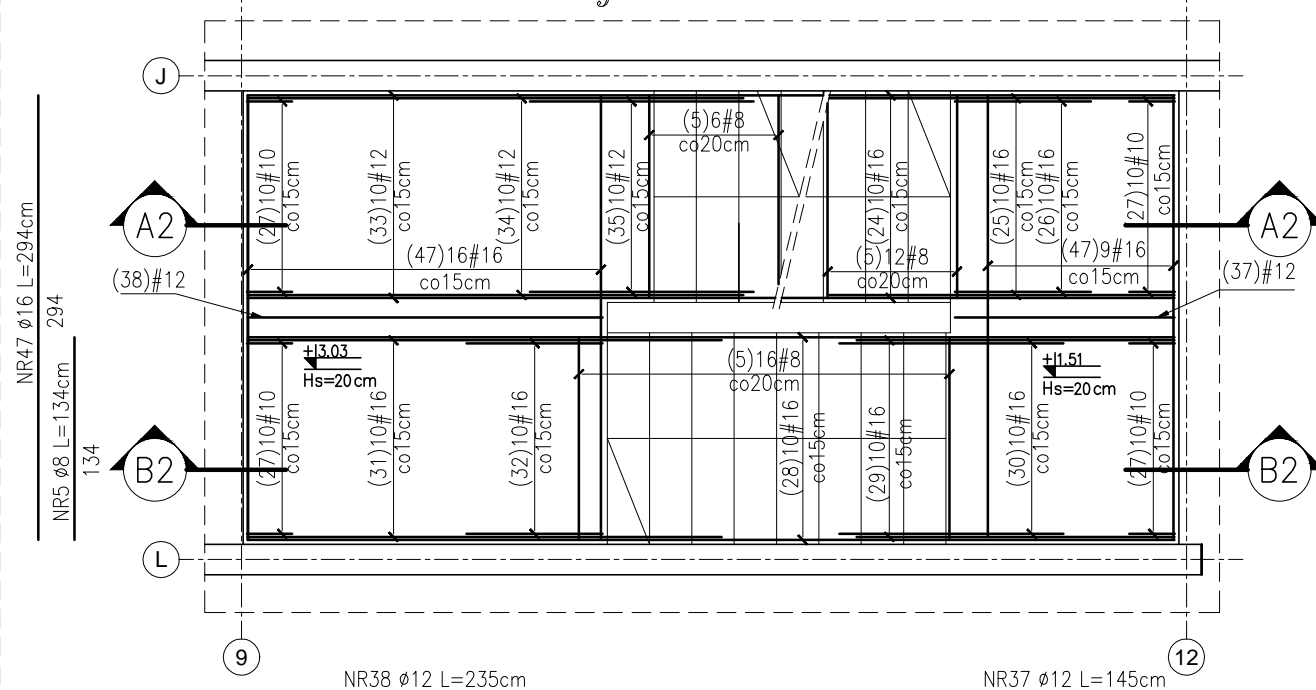 J
(5)6#8
co20cm
(27)10#10
co15cm
(33)10#12
co15cm
(34)10#12
co15cm
(35)10#12
co15cm
(24)10#16
co15cm
(25)10#16
co15cm
(26)10#16
co15cm
(27)10#10
co15cm
A2
A2
(47)16#16
co15cm
(5)12#8
co20cm
(47)9#16
co15cm
(38)#12
(37)#12
NR47 ø16 L=294cm
294
NR5 ø8 L=134cm
134
+13.03
Hs=20cm
(5)16#8
co20cm
+11.51
Hs=20cm
(27)10#10
co15cm
(31)10#16
co15cm
(32)10#16
co15cm
(28)10#16
co15cm
(29)10#16
co15cm
(30)10#16
co15cm
(27)10#10
co15cm
B2
B2
L
9
12
NR38 ø12 L=235cm
NR37 ø12 L=145cm